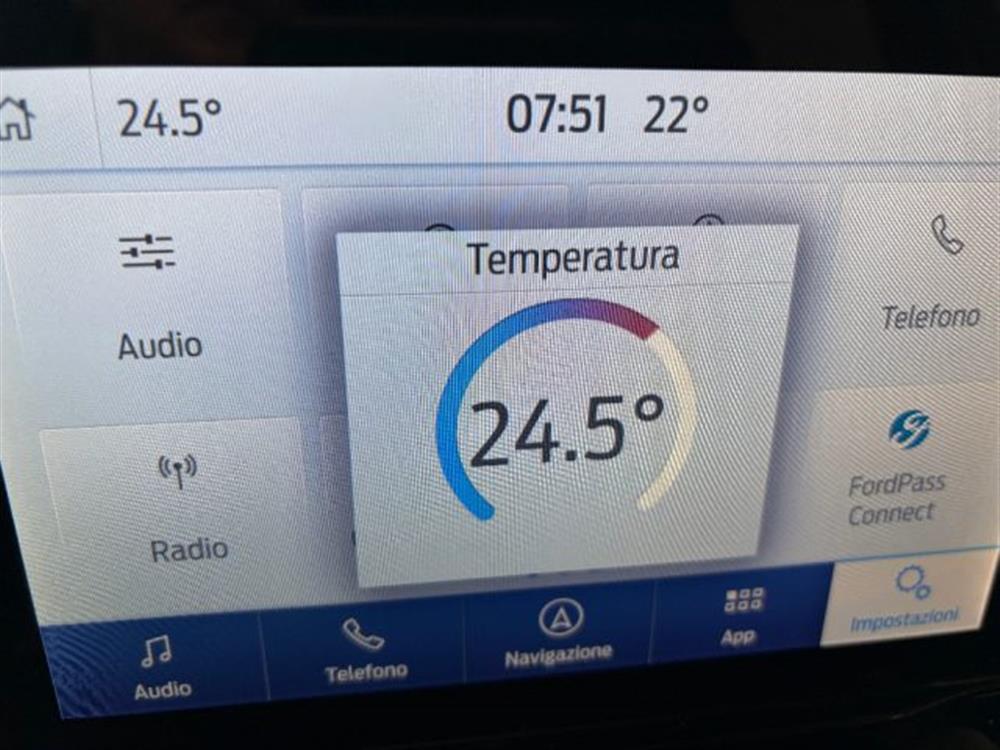 24.5° 07:51 22°
Temperatura
24.5°
Audio
Telefono
Radio
FordPass
Connect
Audio
Telefono
Navigazione
App
Impostazioni